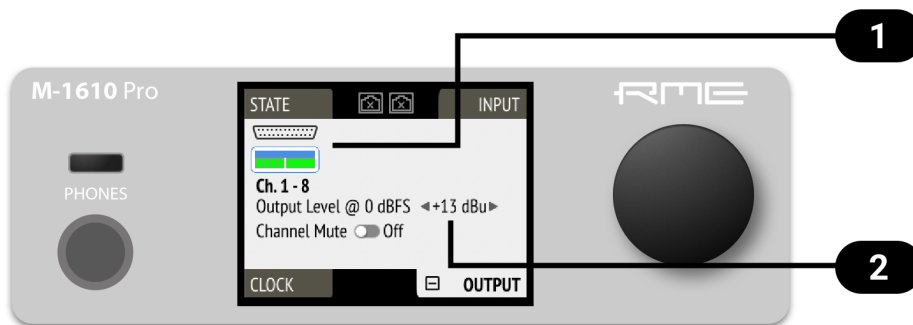 1
M-1610 Pro
RME
STATE
INPUT
PHONES
Ch. 1 - 8
Output Level @ 0 dBFS ◀+13 dBu▶
Channel Mute Off
2
CLOCK
OUTPUT